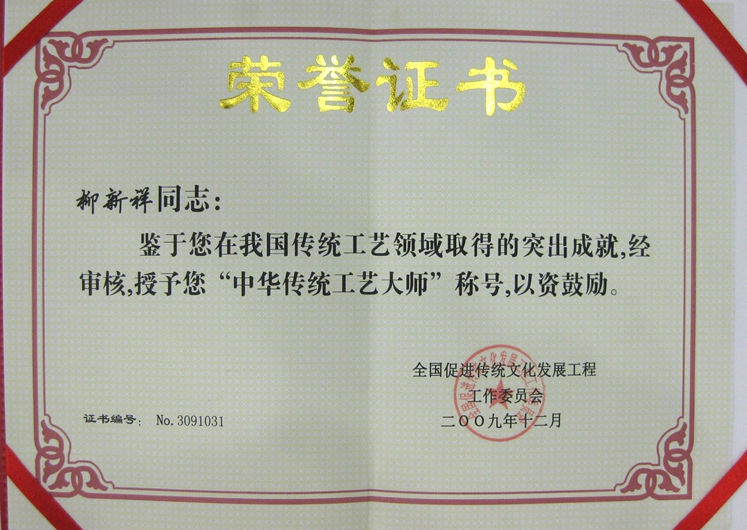 荣誉证书
柳新祥同志：
鉴于您在我国传统工艺领域取得的突出成就,经
审核,授予您“中华传统工艺大师”称号,以资鼓励。
全国促进传统文化发展工程
工作委员会
二〇〇九年十二月
证书编号： No.3091031